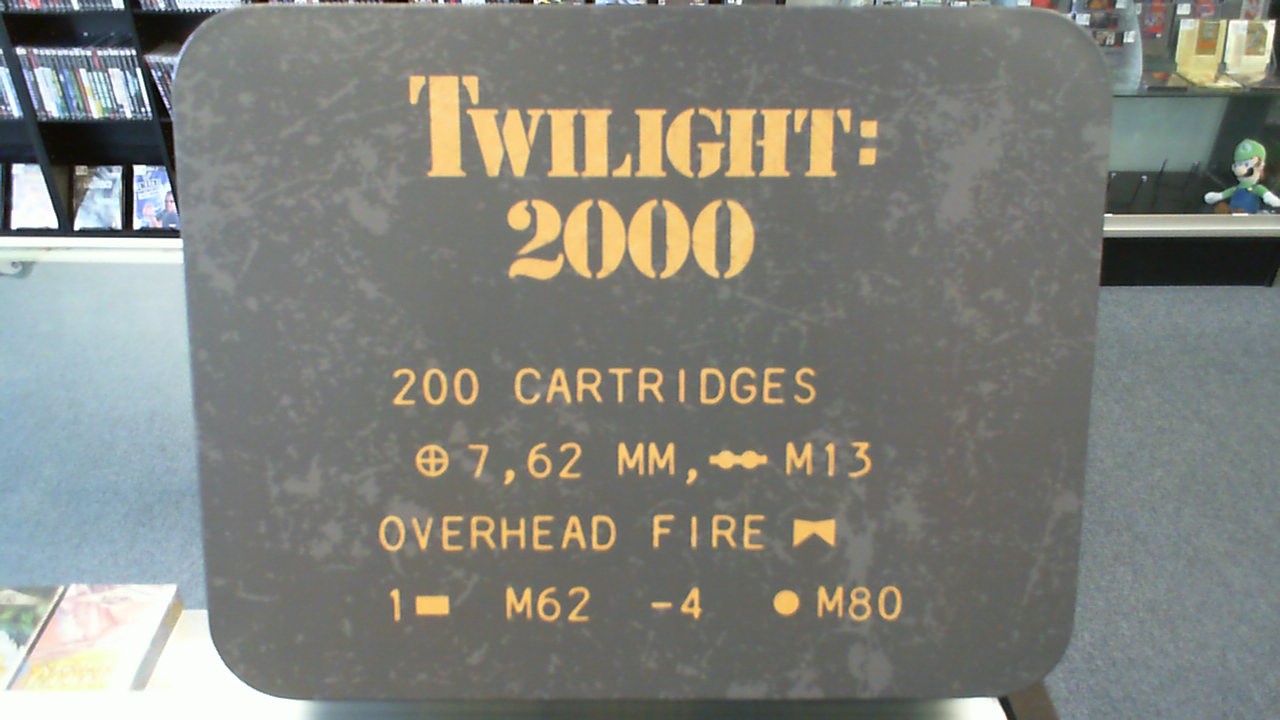 TWILIGHT:
2000
200 CARTRIDGES
⊕ 7,62 MM, M13
OVERHEAD FIRE
1 M62 -4 M80